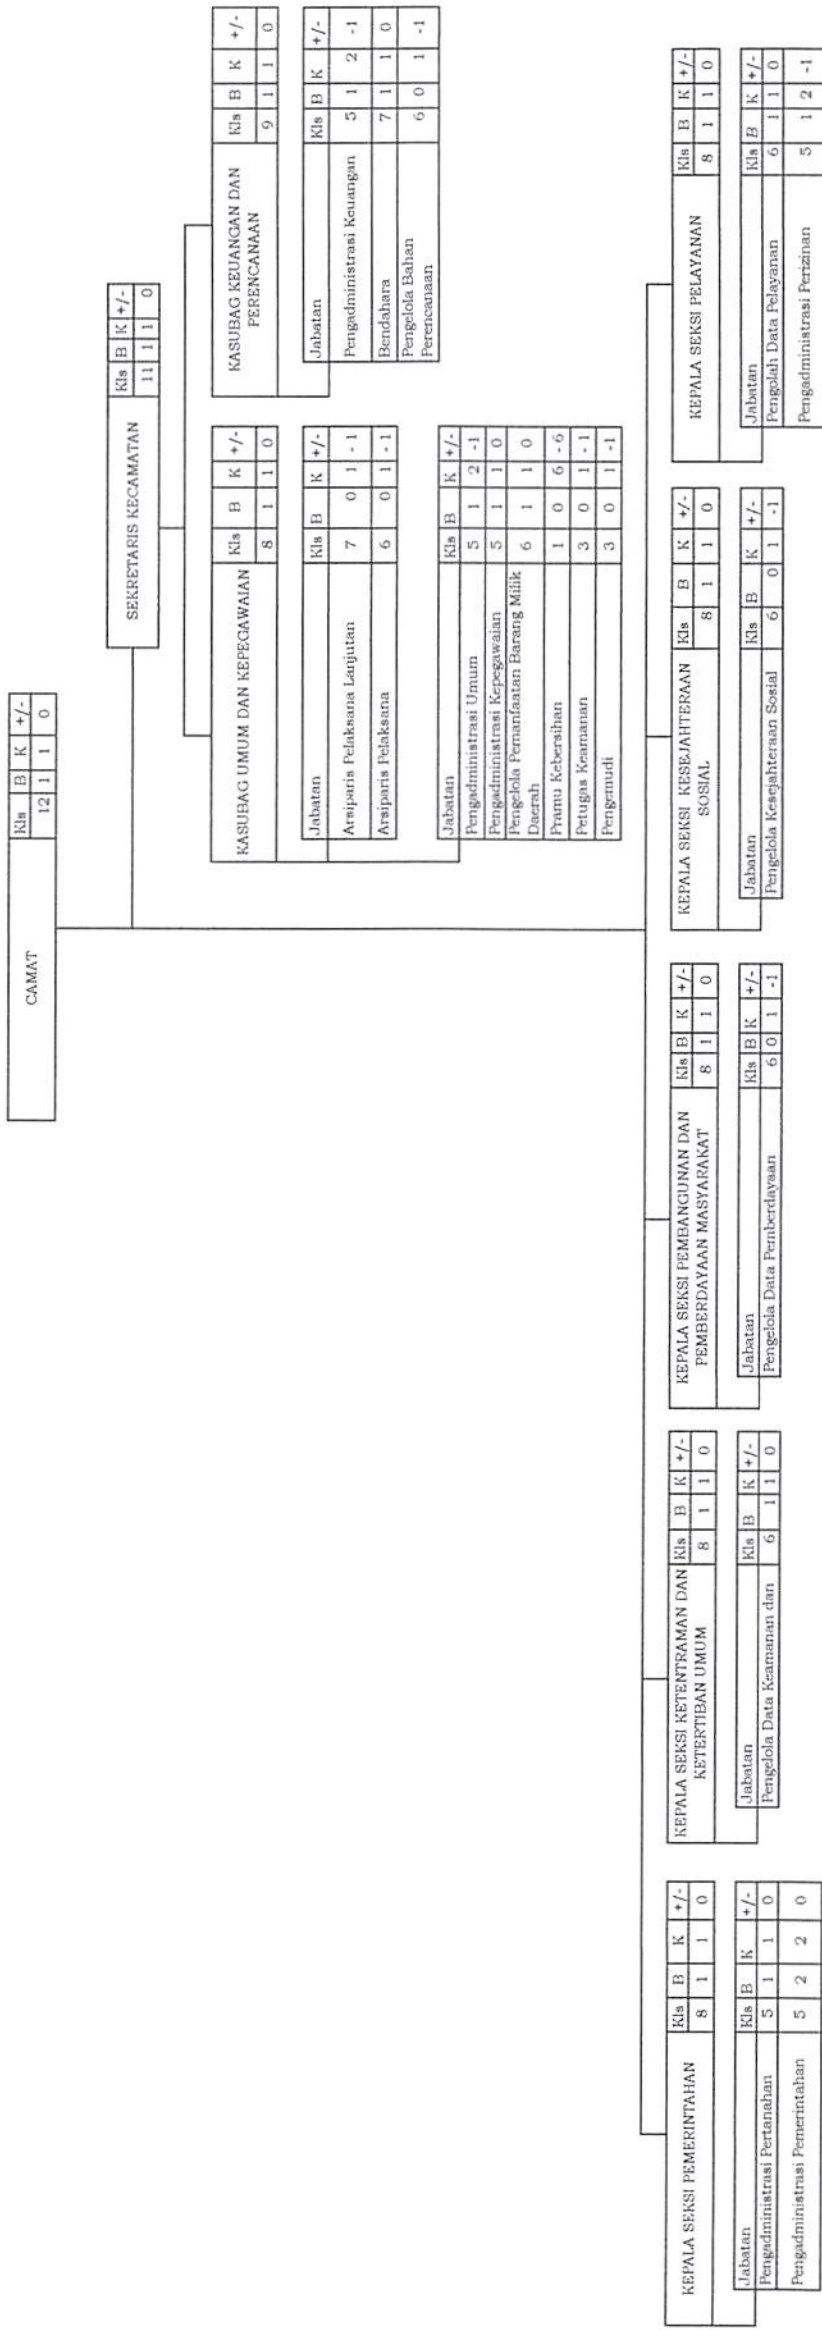 CAMAT
Kls B K +/-
12 1 1 0
SEKRETARIS KECAMATAN
Kls B K +/-
11 1 1 0
KASUBAG UMUM DAN KEPEGAWAIAN
Kls B K +/-
8 1 1 0
Jabatan Kls B K +/-
Arsiparis Pelaksana Lanjutan 7 0 1 - 1
Arsiparis Pelaksana 6 0 1 - 1
Jabatan Kls B K +/-
Pengadministrasi Umum 5 1 2 -1
Pengadministrasi Kepegawaian 5 1 1 0
Pengelola Pemanfaatan Barang Milik
Daerah 6 1 1 0
Pramu Kebersihan 1 0 6 - 6
Petugas Keamanan 3 0 1 - 1
Pengemudi 3 0 1 -1
KASUBAG KEUANGAN DAN
PERENCANAAN
Kls B K +/-
9 1 1 0
Jabatan Kls B K +/-
Pengadministrasi Keuangan 5 1 2 -1
Bendahara 7 1 1 0
Pengelola Bahan
Perencanaan 6 0 1 -1
KEPALA SEKSI PEMERINTAHAN
Kls B K +/-
8 1 1 0
Jabatan Kls B K +/-
Pengadministrasi Pertanahan 5 1 1 0
Pengadministrasi Pemerintahan 5 2 2 0
KEPALA SEKSI KETENTRAMAN DAN
KETERTIBAN UMUM
Kls B K +/-
8 1 1 0
Jabatan Kls B K +/-
Pengelola Data Keamanan dan 6 1 1 0
KEPALA SEKSI PEMBANGUNAN DAN
PEMBERDAYAAN MASYARAKAT
Kls B K +/-
8 1 1 0
Jabatan Kls B K +/-
Pengelola Data Pemberdayaan 6 0 1 -1
KEPALA SEKSI KESEJAHTERAAN
SOSIAL
Kls B K +/-
8 1 1 0
Jabatan Kls B K +/-
Pengelola Kesejahteraan Sosial 6 0 1 -1
KEPALA SEKSI PELAYANAN
Kls B K +/-
8 1 1 0
Jabatan Kls B K +/-
Pengolah Data Pelayanan 6 1 1 0
Pengadministrasi Perizinan 5 1 2 -1